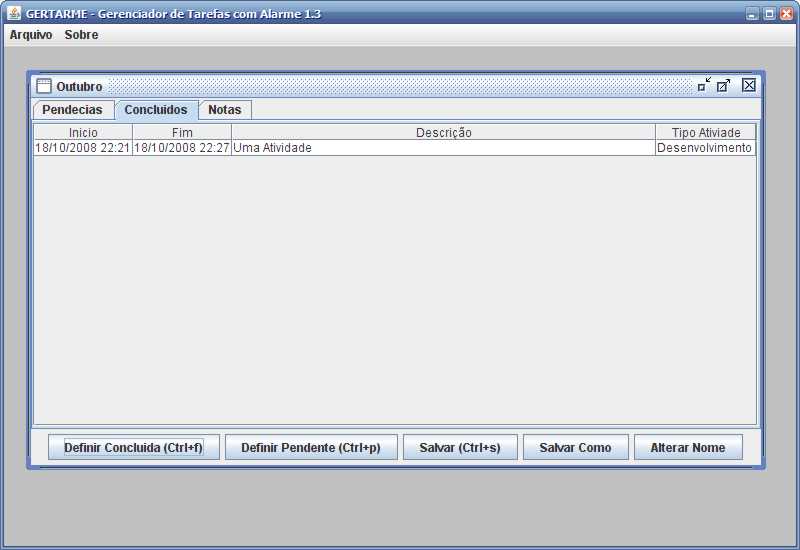 GERTARME - Gerenciador de Tarefas com Alarme 1.3
Arquivo Sobre
Outubro
Pendecias Concluidos Notas
Inicio Fim Descrição Tipo Ativiade
18/10/2008 22:21 18/10/2008 22:27 Uma Atividade Desenvolvimento
Definir Concluida (Ctrl+f) Definir Pendente (Ctrl+p) Salvar (Ctrl+s) Salvar Como Alterar Nome